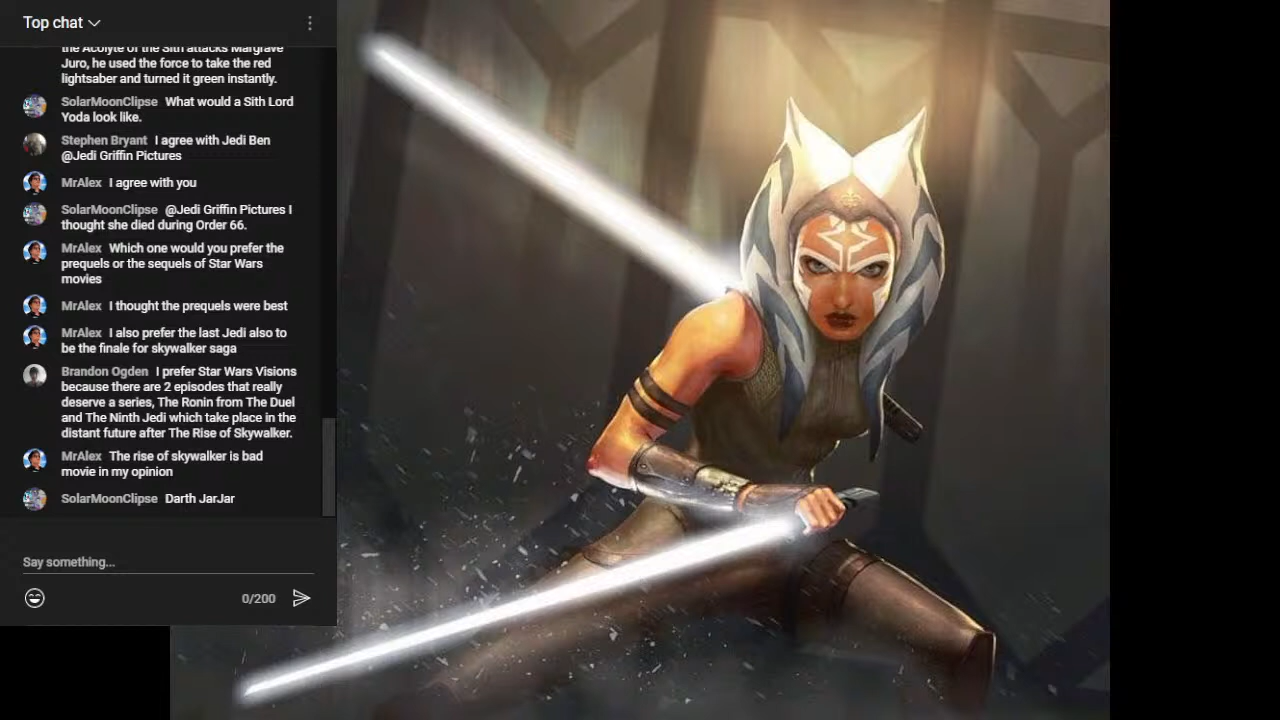 Top chat
the Acolyte of the Sith attacks Margrave
Juro, he used the force to take the red
lightsaber and turned it green instantly.
SolarMoonClipse What would a Sith Lord
Yoda look like.
Stephen Bryant I agree with Jedi Ben
@Jedi Griffin Pictures
MrAlex I agree with you
SolarMoonClipse @Jedi Griffin Pictures I
thought she died during Order 66.
MrAlex Which one would you prefer the
prequels or the sequels of Star Wars
movies
MrAlex I thought the prequels were best
MrAlex I also prefer the last Jedi also to
be the finale for skywalker saga
Brandon Ogden I prefer Star Wars Visions
because there are 2 episodes that really
deserve a series, The Ronin from The Duel
and The Ninth Jedi which take place in the
distant future after The Rise of Skywalker.
MrAlex The rise of skywalker is bad
movie in my opinion
SolarMoonClipse Darth JarJar
Say something...
0/200